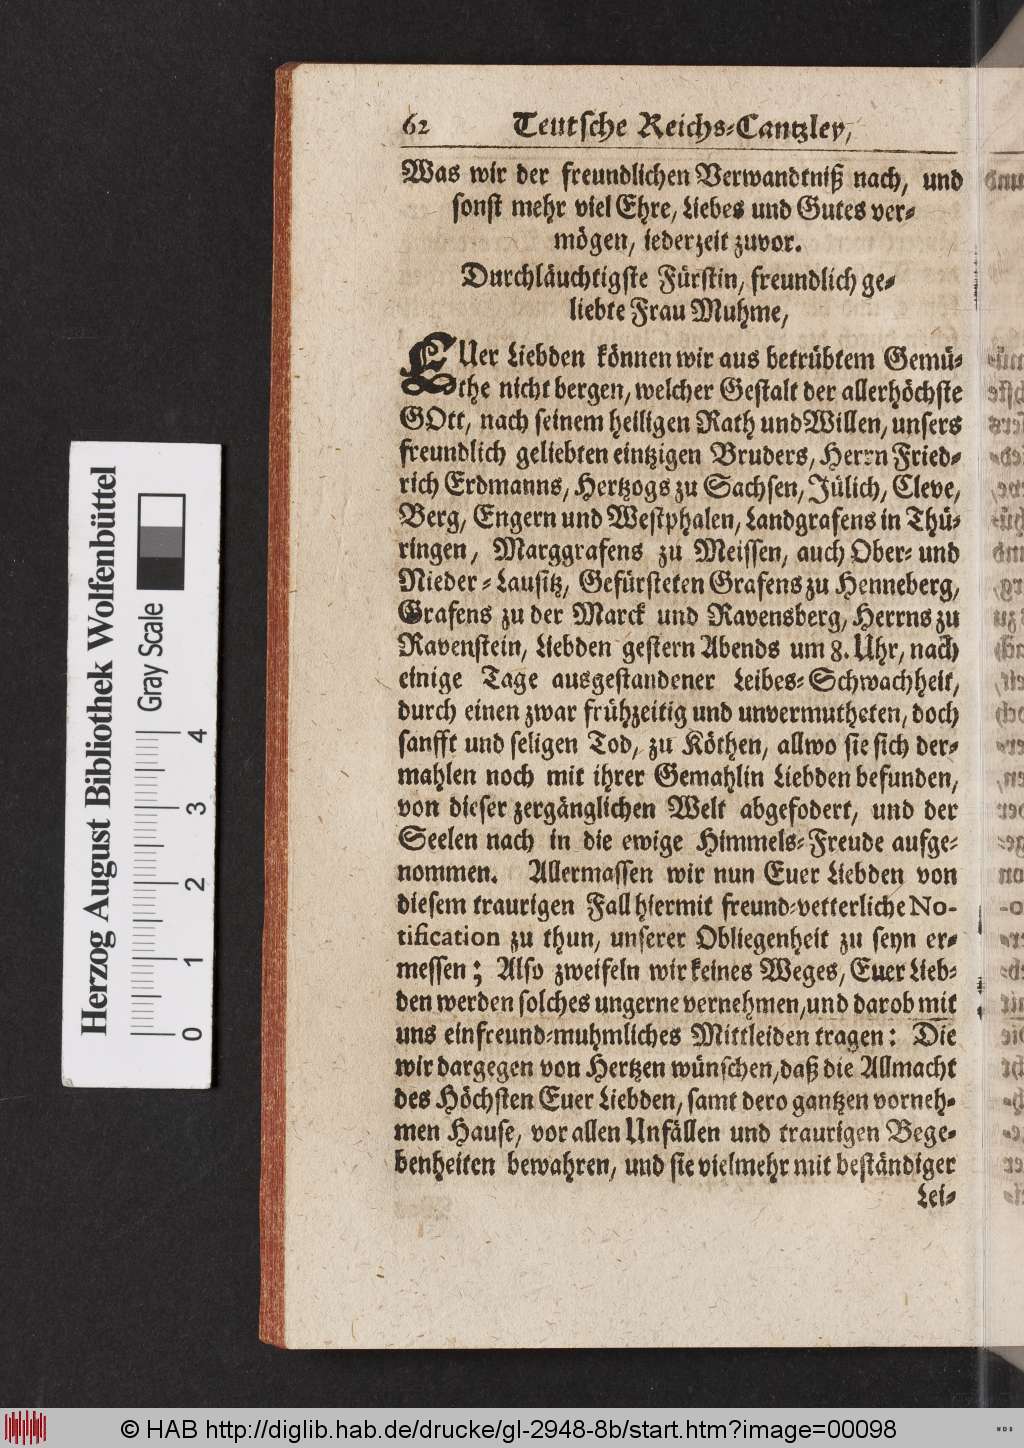 62 Teutsche Reichs-Cantzley,
Was wir der freundlichen Verwandtniß nach, und
sonst mehr viel Ehre, Liebes und Gutes ver-
mögen, iederzeit zuvor.
Durchläuchtigste Fürstin, freundlich ge-
liebte Frau Muhme,
EUer Liebden können wir aus betrübtem Gemü-
the nicht bergen, welcher Gestalt der allerhöchste
GOtt, nach seinem heiligen Rath und Willen, unsers
freundlich geliebten eintzigen Bruders, Herrn Fried-
rich Erdmanns, Hertzogs zu Sachsen, Jülich, Cleve,
Berg, Engern und Westphalen, Landgrafens in Thü-
ringen, Marggrafens zu Meissen, auch Ober- und
Nieder-Lausitz, Gefürsteten Grafens zu Henneberg,
Grafens zu der Marck und Ravensberg, Herrns zu
Ravenstein, Liebden gestern Abends um 8. Uhr, nach
einige Tage ausgestandener Leibes-Schwachheit,
durch einen zwar frühzeitig und unvermutheten, doch
sanfft und seligen Tod, zu Köthen, allwo sie sich der-
mahlen noch mit ihrer Gemahlin Liebden befunden,
von dieser zergänglichen Welt abgefodert, und der
Seelen nach in die ewige Himmels-Freude aufge-
nommen. Allermassen wir nun Euer Liebden von
diesem traurigen Fall hiermit freund-vetterliche No-
tification zu thun, unserer Obliegenheit zu seyn er-
messen; Also zweifeln wir keines Weges, Euer Lieb-
den werden solches ungerne vernehmen, und darob mit
uns ein freund-muhmliches Mittleiden tragen: Die
wir dargegen von Hertzen wünschen, daß die Allmacht
des Höchsten Euer Liebden, samt dero gantzen vorneh-
men Hause, vor allen Unfällen und traurigen Bege-
benheiten bewahren, und sie vielmehr mit beständiger
Lei-
Herzog August Bibliothek Wolfenbüttel
Gray Scale
0 1 2 3 4
© HAB http://diglib.hab.de/drucke/gl-2948-8b/start.htm?image=00098